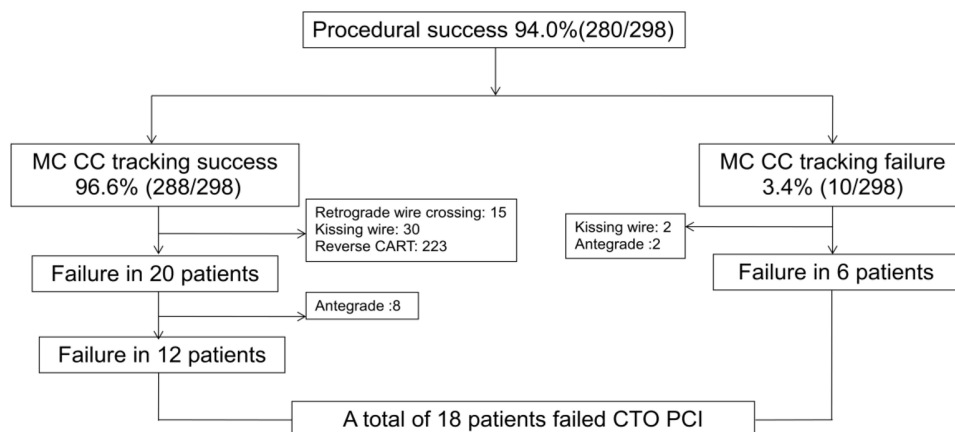 Procedural success 94.0%(280/298)
MC CC tracking success
96.6% (288/298)
MC CC tracking failure
3.4% (10/298)
Retrograde wire crossing: 15
Kissing wire: 30
Reverse CART: 223
Kissing wire: 2
Antegrade :2
Failure in 20 patients
Failure in 6 patients
Antegrade :8
Failure in 12 patients
A total of 18 patients failed CTO PCI